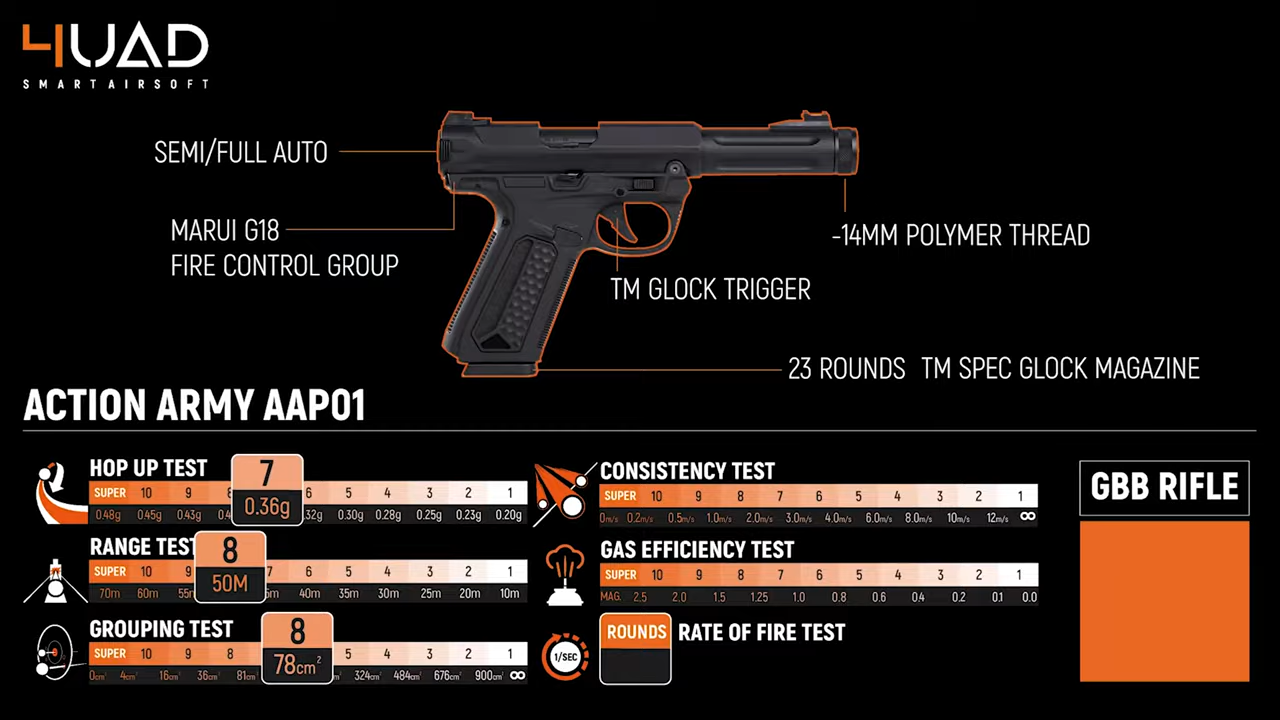 4UAD
SMARTAIRSOFT
SEMI/FULL AUTO
MARUI G18
FIRE CONTROL GROUP
-14MM POLYMER THREAD
TM GLOCK TRIGGER
23 ROUNDS TM SPEC GLOCK MAGAZINE
ACTION ARMY AAP01
HOP UP TEST
7
0.36g
SUPER 10 9 6 5 4 3 2 1
0.48g 0.45g 0.43g 0.30g 0.28g 0.25g 0.23g 0.20g
RANGE TEST
8
50M
SUPER 10 9 7 6 5 4 3 2 1
70m 60m 40m 35m 30m 25m 20m 10m
GROUPING TEST
8
78cm²
SUPER 10 9 8 5 4 3 2 1
0cm² 4cm² 16cm² 36cm² 81cm² 324cm² 484cm² 676cm² 900cm² ∞
CONSISTENCY TEST
SUPER 10 9 8 7 6 5 4 3 2 1
0m/s 0.2m/s 0.5m/s 1.0m/s 2.0m/s 3.0m/s 4.0m/s 6.0m/s 8.0m/s 10m/s 12m/s ∞
GAS EFFICIENCY TEST
SUPER 10 9 8 7 6 5 4 3 2 1
MAG. 2.5 2.0 1.5 1.25 1.0 0.8 0.6 0.4 0.2 0.1 0.0
1/SEC
ROUNDS
RATE OF FIRE TEST
GBB RIFLE